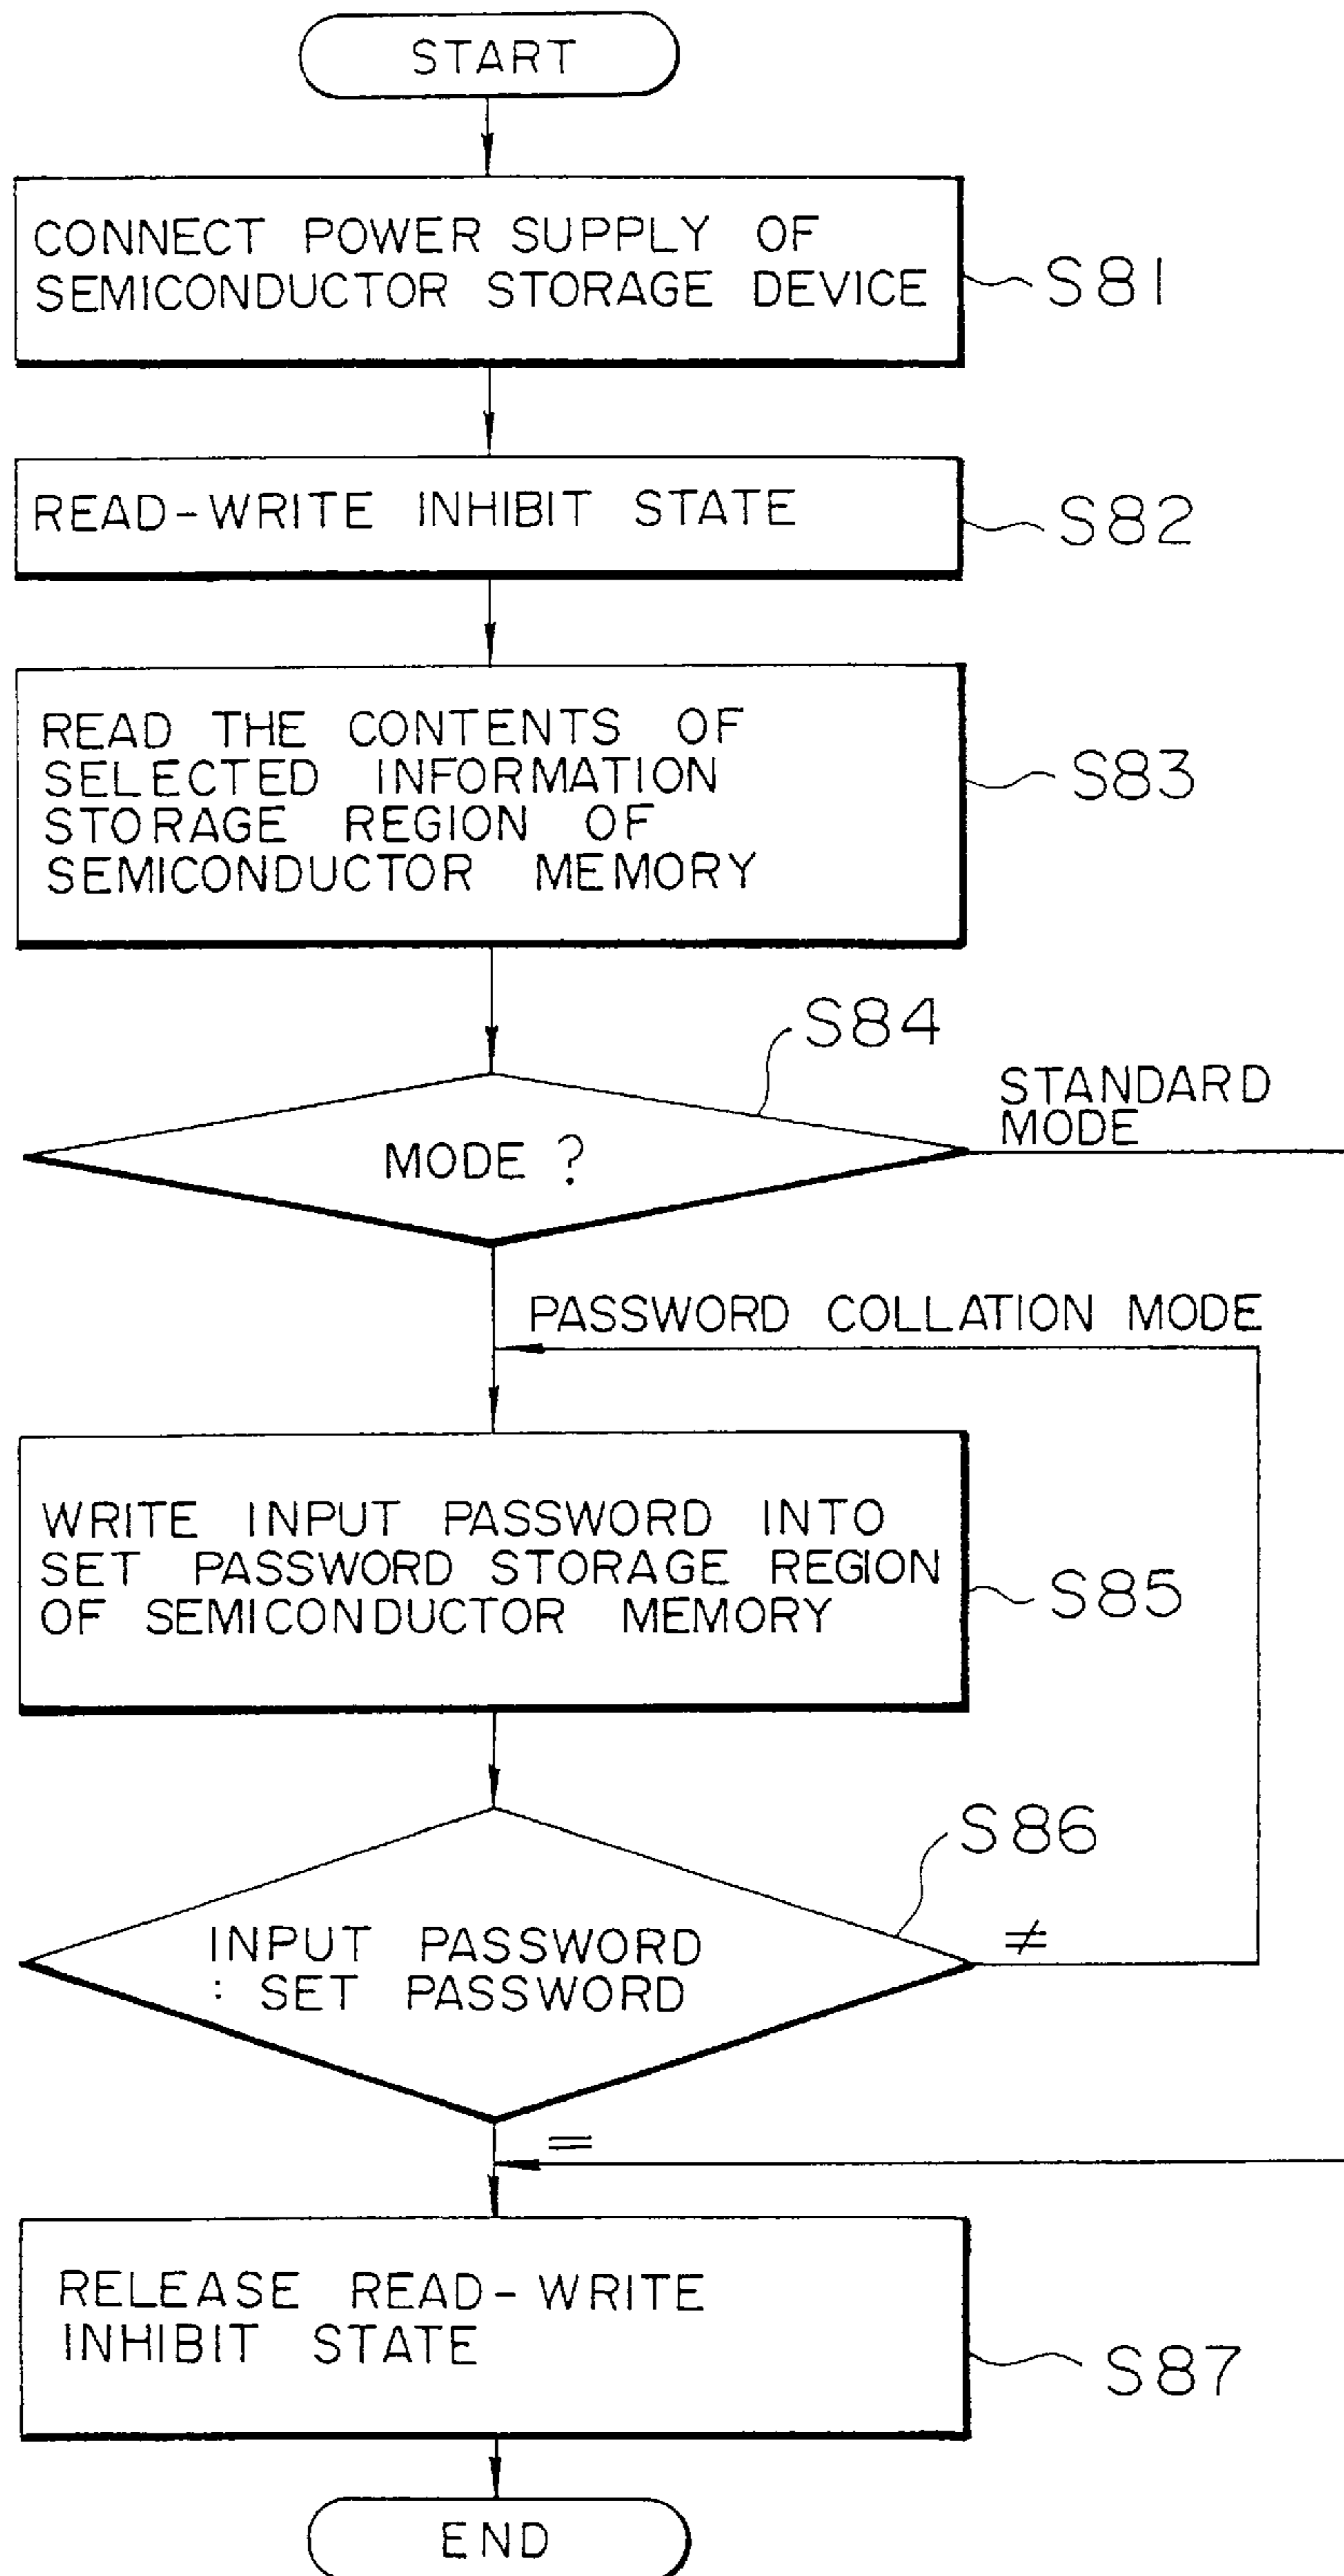 START
CONNECT POWER SUPPLY OF
SEMICONDUCTOR STORAGE DEVICE
S81
READ-WRITE INHIBIT STATE
S82
READ THE CONTENTS OF
SELECTED INFORMATION
STORAGE REGION OF
SEMICONDUCTOR MEMORY
S83
S84
MODE ?
STANDARD
MODE
PASSWORD COLLATION MODE
WRITE INPUT PASSWORD INTO
SET PASSWORD STORAGE REGION
OF SEMICONDUCTOR MEMORY
S85
S86
INPUT PASSWORD
: SET PASSWORD
≠
=
RELEASE READ-WRITE
INHIBIT STATE
S87
END